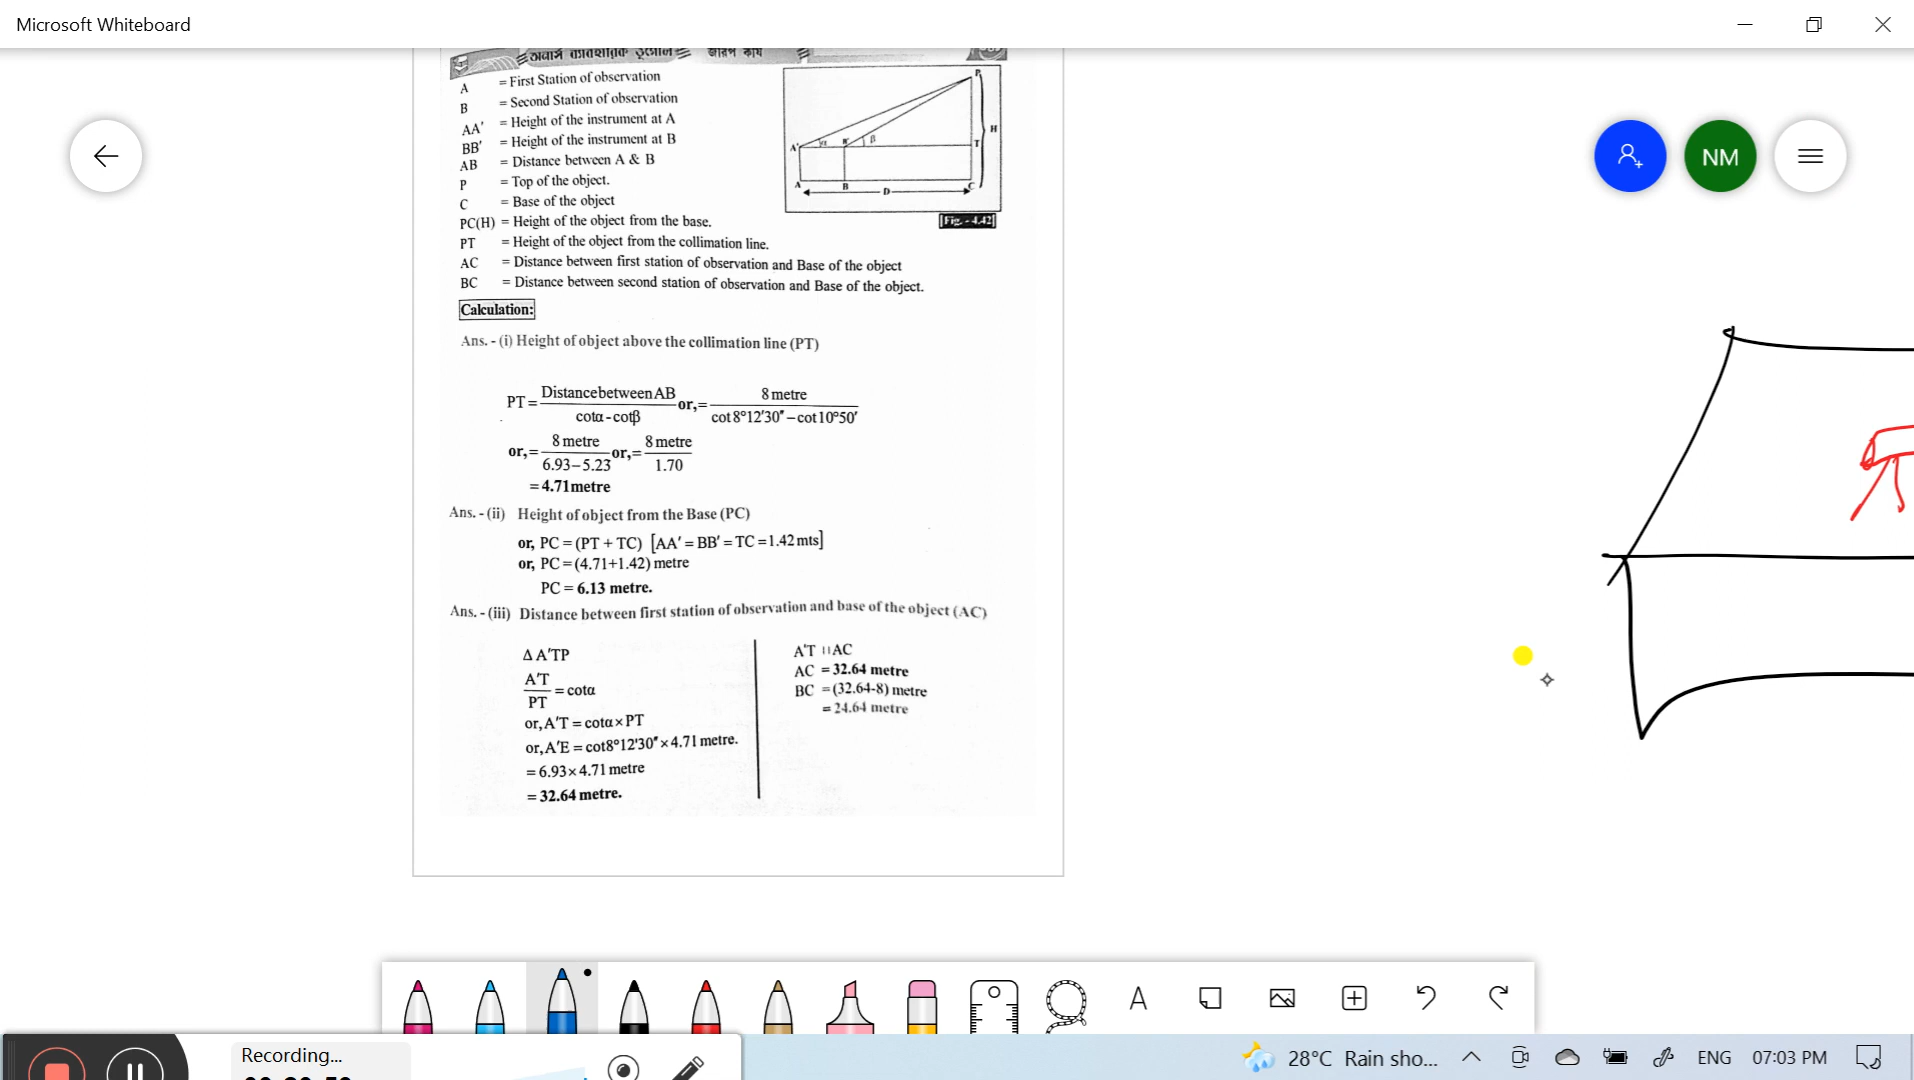 Microsoft Whiteboard
জরিপ কার্য
A = First Station of observation
B = Second Station of observation
AA′ = Height of the instrument at A
BB′ = Height of the instrument at B
AB = Distance between A & B
P = Top of the object.
C = Base of the object
PC(H) = Height of the object from the base.
PT = Height of the object from the collimation line.
AC = Distance between first station of observation and Base of the object
BC = Distance between second station of observation and Base of the object.
P
H
A′ α B′ β T
A B D C
[Fig. - 4.42]
Calculation:
Ans. - (i) Height of object above the collimation line (PT)
PT = Distance between AB / cotα - cotβ or, = 8 metre / cot 8°12′30″ – cot 10°50′
or, = 8 metre / 6.93 – 5.23 or, = 8 metre / 1.70
= 4.71 metre
Ans. - (ii) Height of object from the Base (PC)
or, PC = (PT + TC) [AA′ = BB′ = TC = 1.42 mts]
or, PC = (4.71+1.42) metre
PC = 6.13 metre.
Ans. - (iii) Distance between first station of observation and base of the object (AC)
Δ A′TP
A′T / PT = cotα
or, A′T = cotα × PT
or, A′E = cot8°12′30″ × 4.71 metre.
= 6.93 × 4.71 metre
= 32.64 metre.
A′T ıı AC
AC = 32.64 metre
BC = (32.64-8) metre
= 24.64 metre
NM
A
Recording...
28°C Rain sho...
ENG
07:03 PM